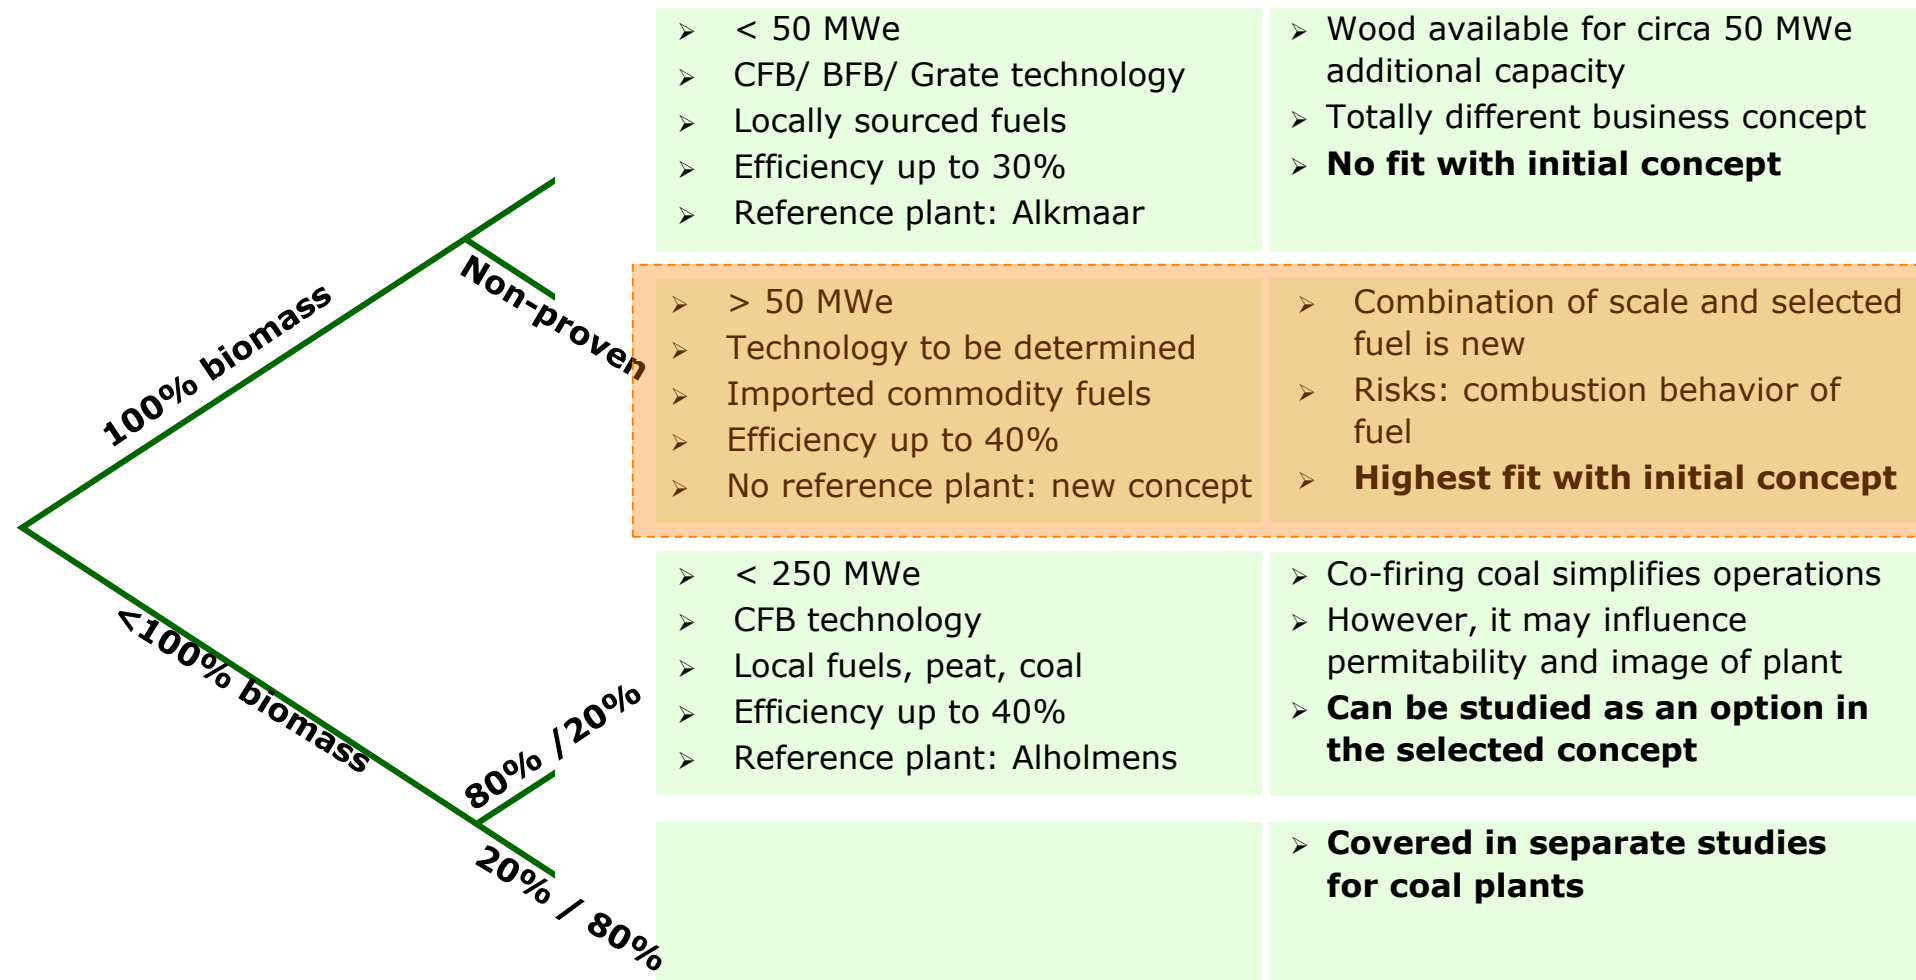 100% biomass
Non-proven
<100% biomass
80% /20%
20% / 80%
➢ < 50 MWe
➢ CFB/ BFB/ Grate technology
➢ Locally sourced fuels
➢ Efficiency up to 30%
➢ Reference plant: Alkmaar
➢ Wood available for circa 50 MWe
additional capacity
➢ Totally different business concept
➢ No fit with initial concept
➢ > 50 MWe
➢ Technology to be determined
➢ Imported commodity fuels
➢ Efficiency up to 40%
➢ No reference plant: new concept
➢ Combination of scale and selected
fuel is new
➢ Risks: combustion behavior of
fuel
➢ Highest fit with initial concept
➢ < 250 MWe
➢ CFB technology
➢ Local fuels, peat, coal
➢ Efficiency up to 40%
➢ Reference plant: Alholmens
➢ Co-firing coal simplifies operations
➢ However, it may influence
permitability and image of plant
➢ Can be studied as an option in
the selected concept
➢ Covered in separate studies
for coal plants